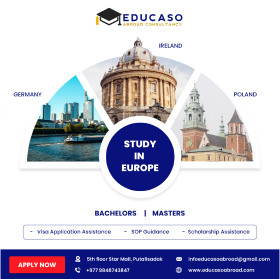 EDUCASO
ABROAD CONSULTANCY
IRELAND
GERMANY
POLAND
STUDY
IN
EUROPE
BACHELORS | MASTERS
- Visa Application Assistance - SOP Guidance - Scholarship Assistance
APPLY NOW
5th floor Star Mall, Putalisadak
infoeducasoabroad@gmail.com
+977 9848743847
www.educasoabroad.com